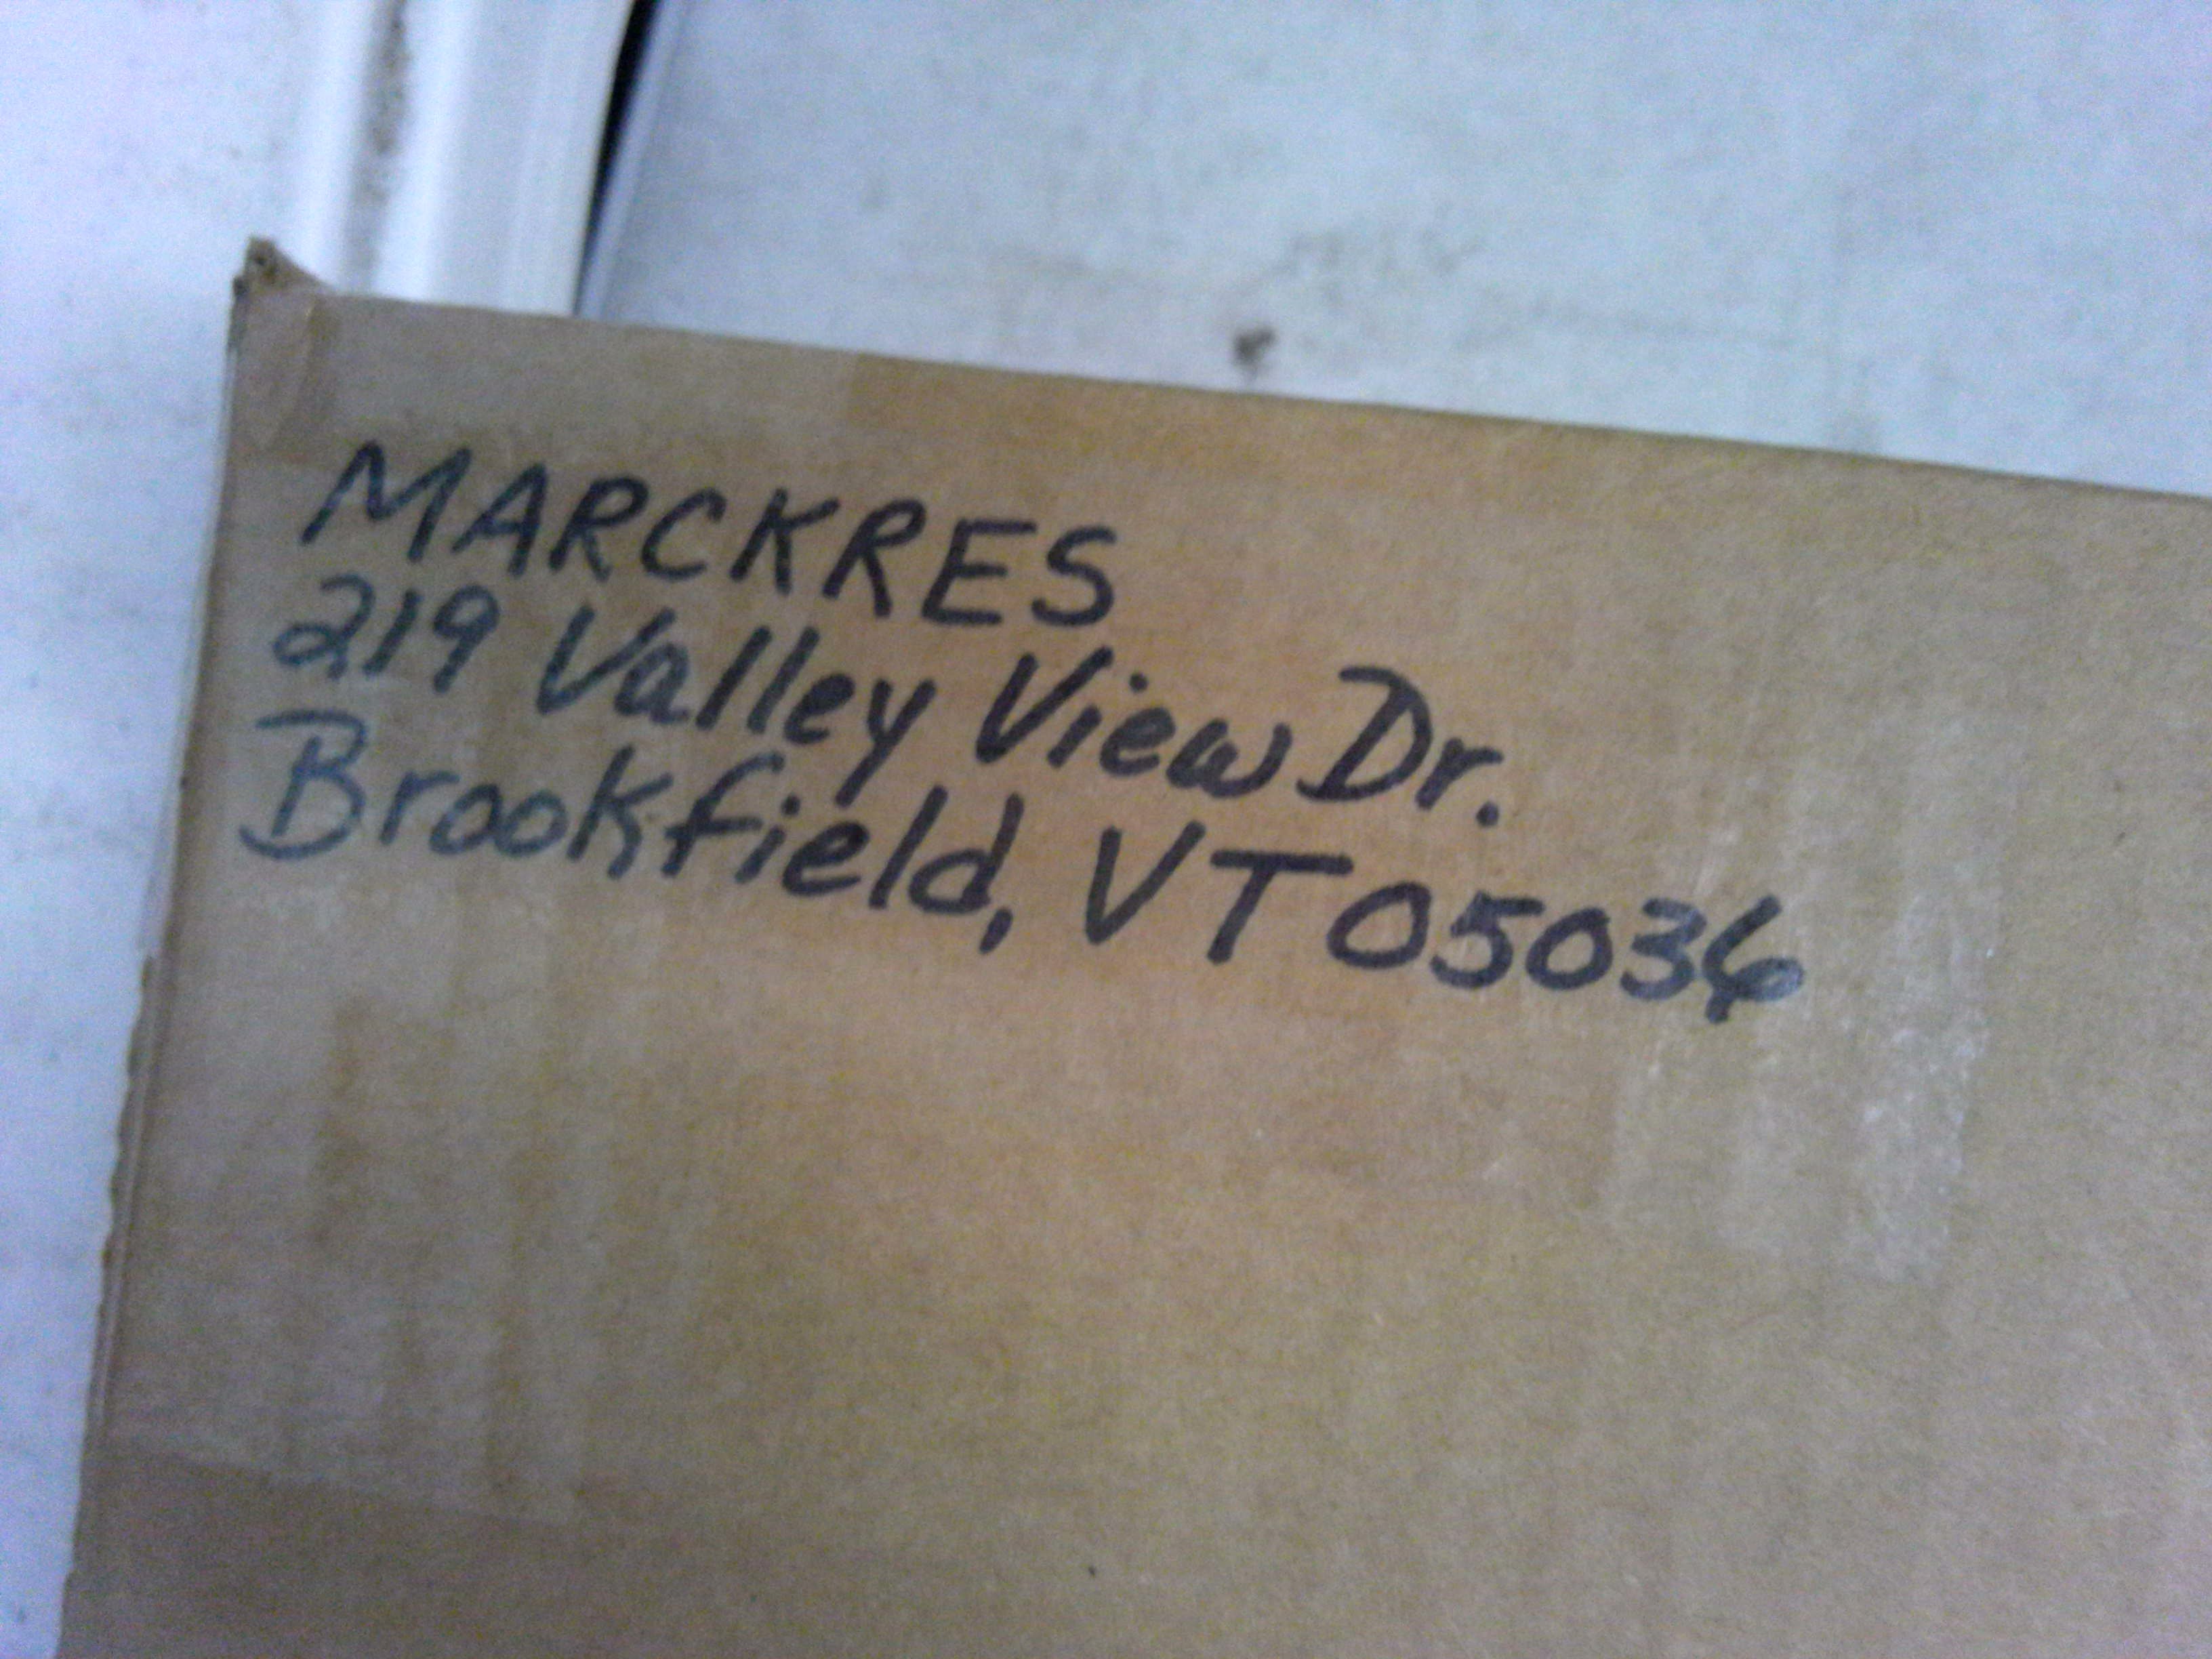 MARCKRES
219 Valley View Dr.
Brookfield, VT 05036